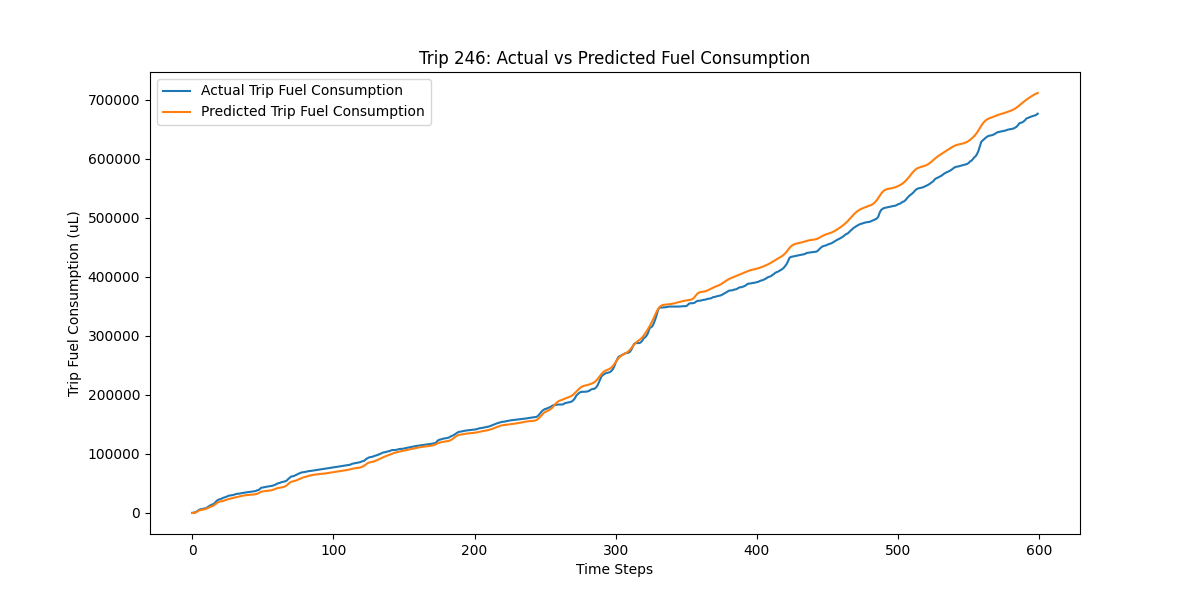 Trip 246: Actual vs Predicted Fuel Consumption
Actual Trip Fuel Consumption
Predicted Trip Fuel Consumption
Trip Fuel Consumption (uL)
700000
600000
500000
400000
300000
200000
100000
0
0 100 200 300 400 500 600
Time Steps